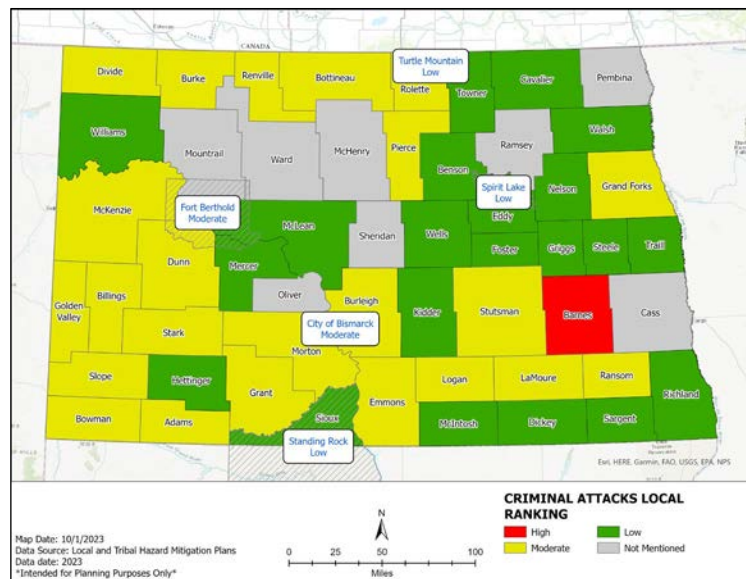 CANADA
Divide
Burke
Renville
Bottineau
Turtle Mountain
Low
Rolette
Towner
Cavalier
Pembina
Williams
Mountrail
Ward
McHenry
Pierce
Benson
Ramsey
Walsh
Spirit Lake
Low
Nelson
Grand Forks
McKenzie
Fort Berthold
Moderate
McLean
Sheridan
Wells
Eddy
Foster
Griggs
Steele
Traill
Dunn
Mercer
Oliver
Burleigh
Kidder
Stutsman
Barnes
Cass
Golden
Valley
Billings
Stark
City of Bismarck
Moderate
Morton
Slope
Hettinger
Grant
Sioux
Emmons
Logan
LaMoure
Ransom
Richland
Bowman
Adams
Standing Rock
Low
McIntosh
Dickey
Sargent
Esri, HERE, Garmin, FAO, USGS, EPA, NPS
CRIMINAL ATTACKS LOCAL
RANKING
High
Low
Moderate
Not Mentioned
N
0 25 50 100
Miles
Map Date: 10/1/2023
Data Source: Local and Tribal Hazard Mitigation Plans
Data date: 2023
*Intended for Planning Purposes Only*